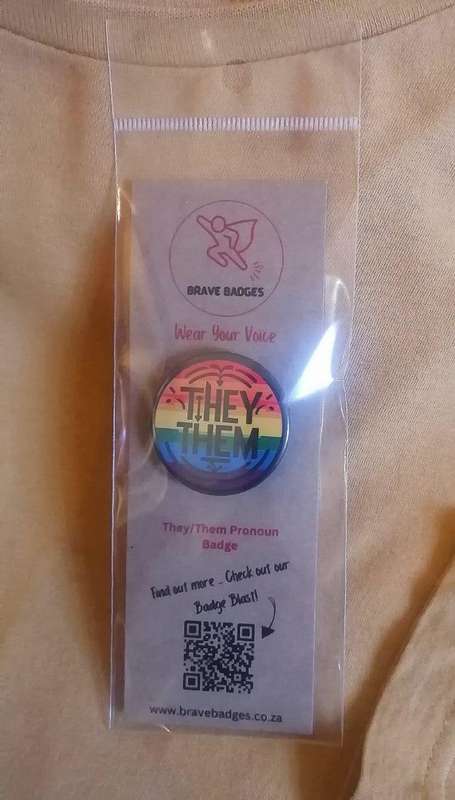 BRAVE BADGES
Wear Your Voice
THEY
THEM
They/Them Pronoun
Badge
Find out more - Check out our
Badge Blast!
www.bravebadges.co.za